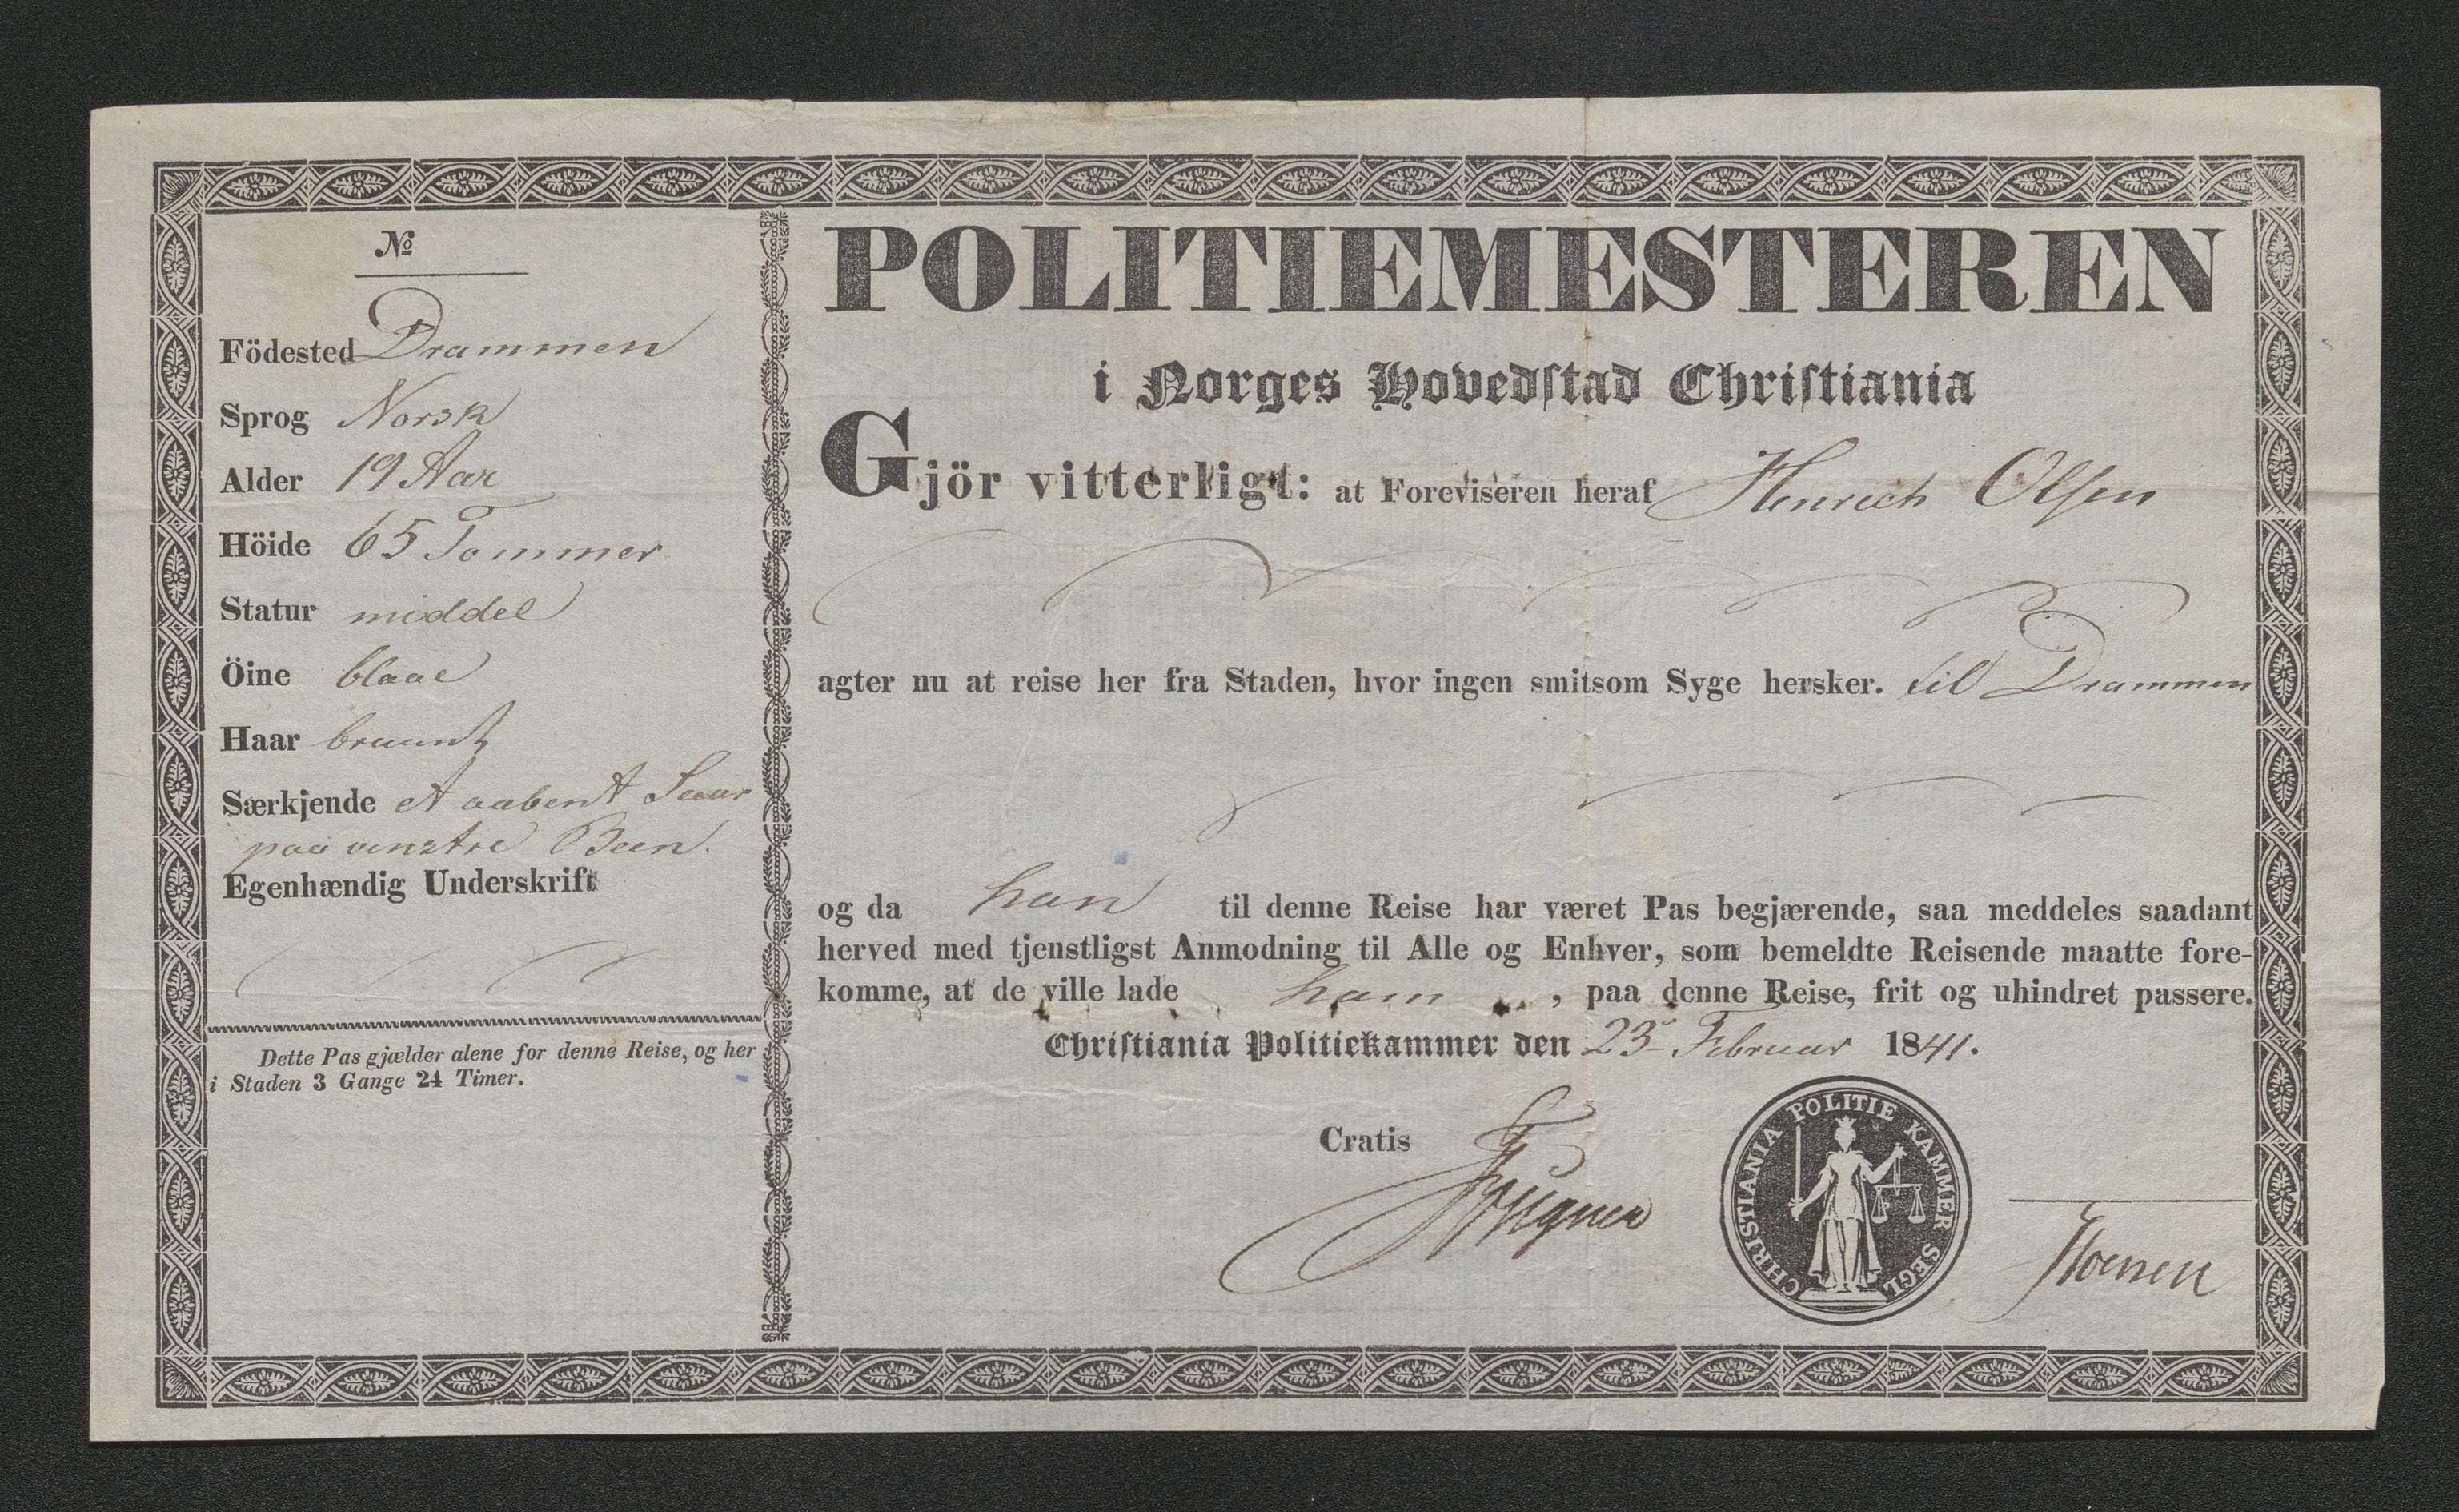 №
Födested Drammen
Sprog Norsk
Alder 19 Aar
Höide 65 Tommer
Statur middel
Öine blaae
Haar bruunt
Særkjende et aabent Saar
paa venstre Been.
Egenhændig Underskrift
Dette Pas gjælder alene for denne Reise, og her
i Staden 3 Gange 24 Timer.
POLITIEMESTEREN
i Norges Hovedstad Christiania
Gjör vitterligt: at Foreviseren heraf Henrich Olsen
agter nu at reise her fra Staden, hvor ingen smitsom Syge hersker. til Drammen
og da han til denne Reise har været Pas begjærende, saa meddeles saadant
herved med tjenstligst Anmodning til Alle og Enhver, som bemeldte Reisende maatte fore-
komme, at de ville lade ham , paa denne Reise, frit og uhindret passere.
Christiania Politiekammer den 23 Februar 1841.
Cratis
CHRISTIANIA POLITIE KAMMER SEGL